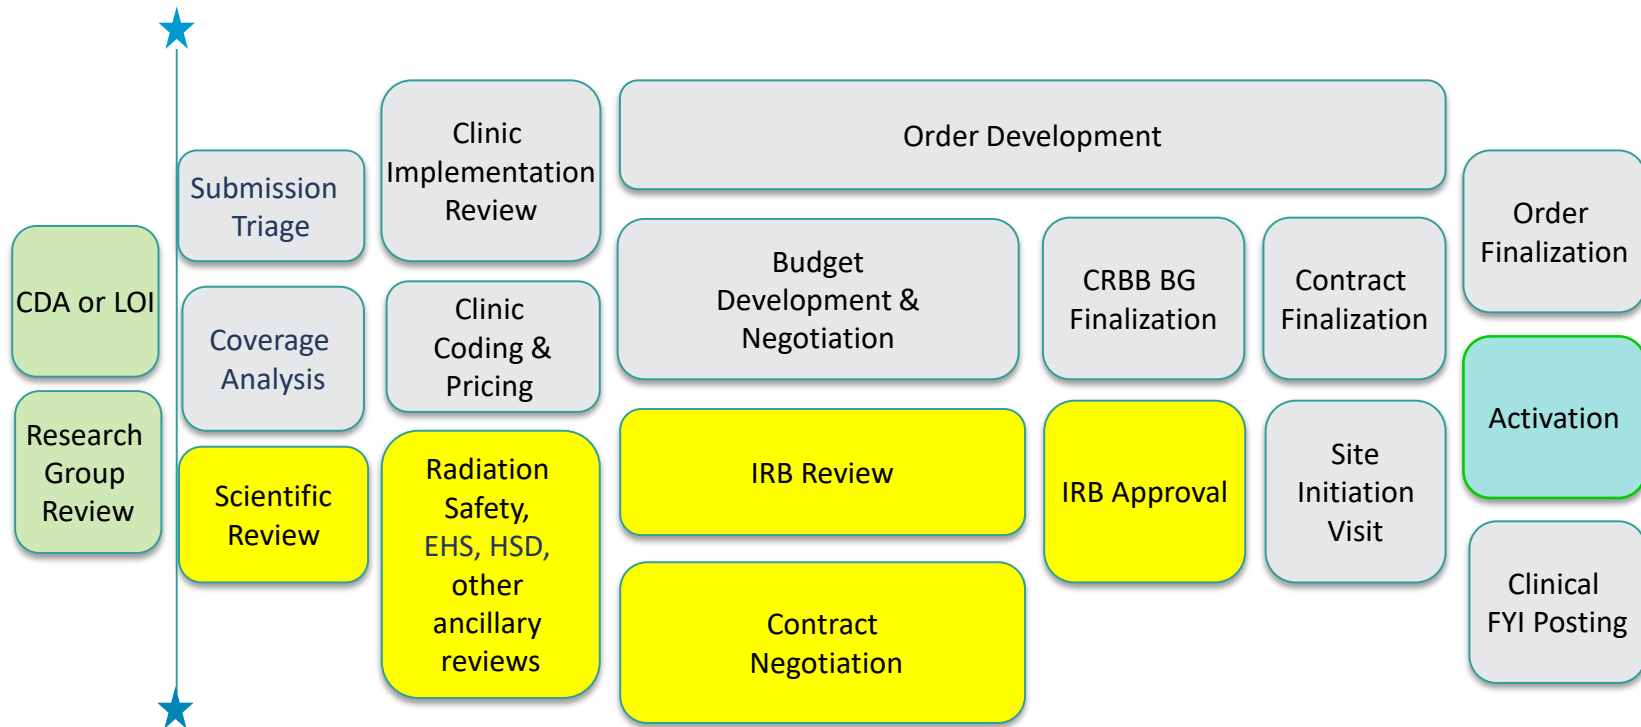 CDA or LOI
Research
Group
Review
Submission
Triage
Coverage
Analysis
Scientific
Review
Clinic
Implementation
Review
Clinic
Coding &
Pricing
Radiation
Safety,
EHS, HSD,
other
ancillary
reviews
Order Development
Budget
Development &
Negotiation
IRB Review
Contract
Negotiation
CRBB BG
Finalization
IRB Approval
Contract
Finalization
Site
Initiation
Visit
Order
Finalization
Activation
Clinical
FYI Posting